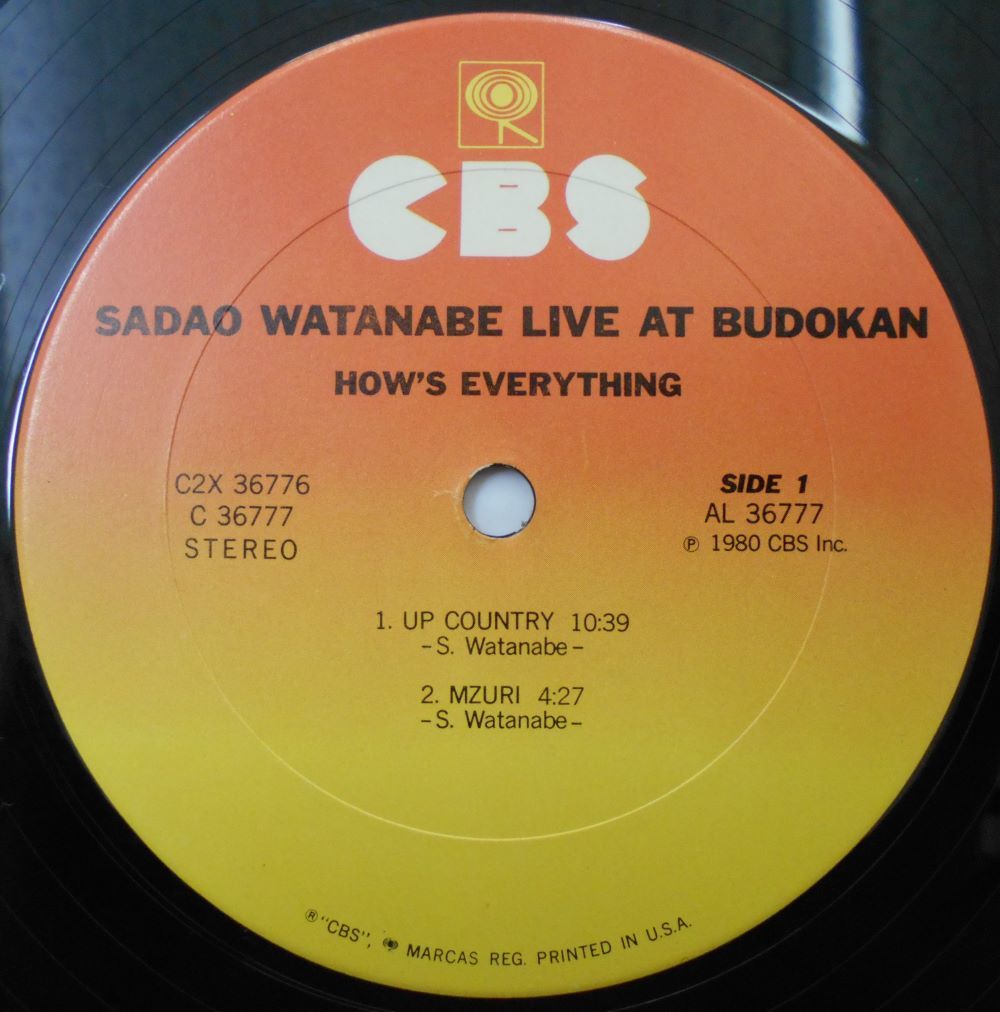 CBS
SADAO WATANABE LIVE AT BUDOKAN
HOW'S EVERYTHING
C2X 36776
C 36777
STEREO
SIDE 1
AL 36777
℗ 1980 CBS Inc.
1. UP COUNTRY 10:39
–S. Watanabe–
2. MZURI 4:27
–S. Watanabe–
® "CBS", MARCAS REG. PRINTED IN U.S.A.